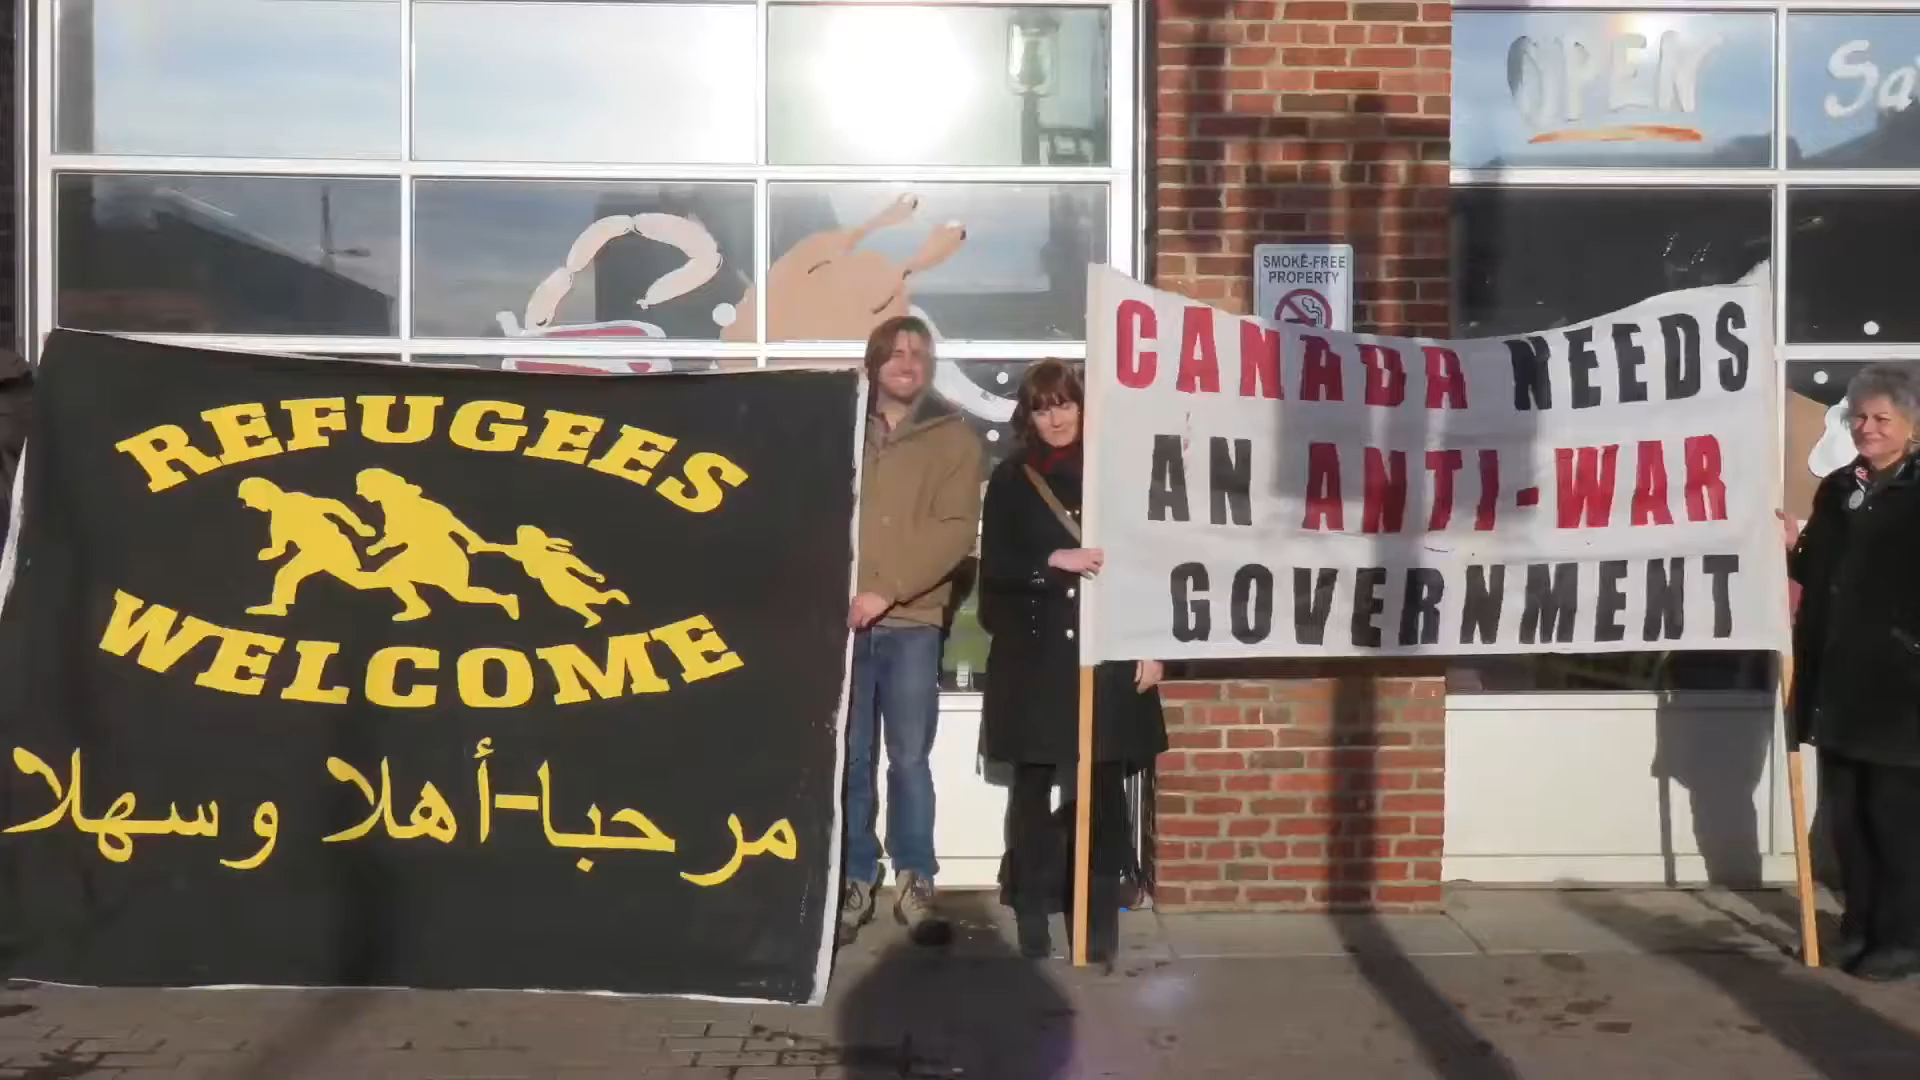 REFUGEES
WELCOME
مرحبا-أهلا وسهلا
CANADA NEEDS
AN ANTI-WAR
GOVERNMENT
SMOKE-FREE
PROPERTY
OPEN